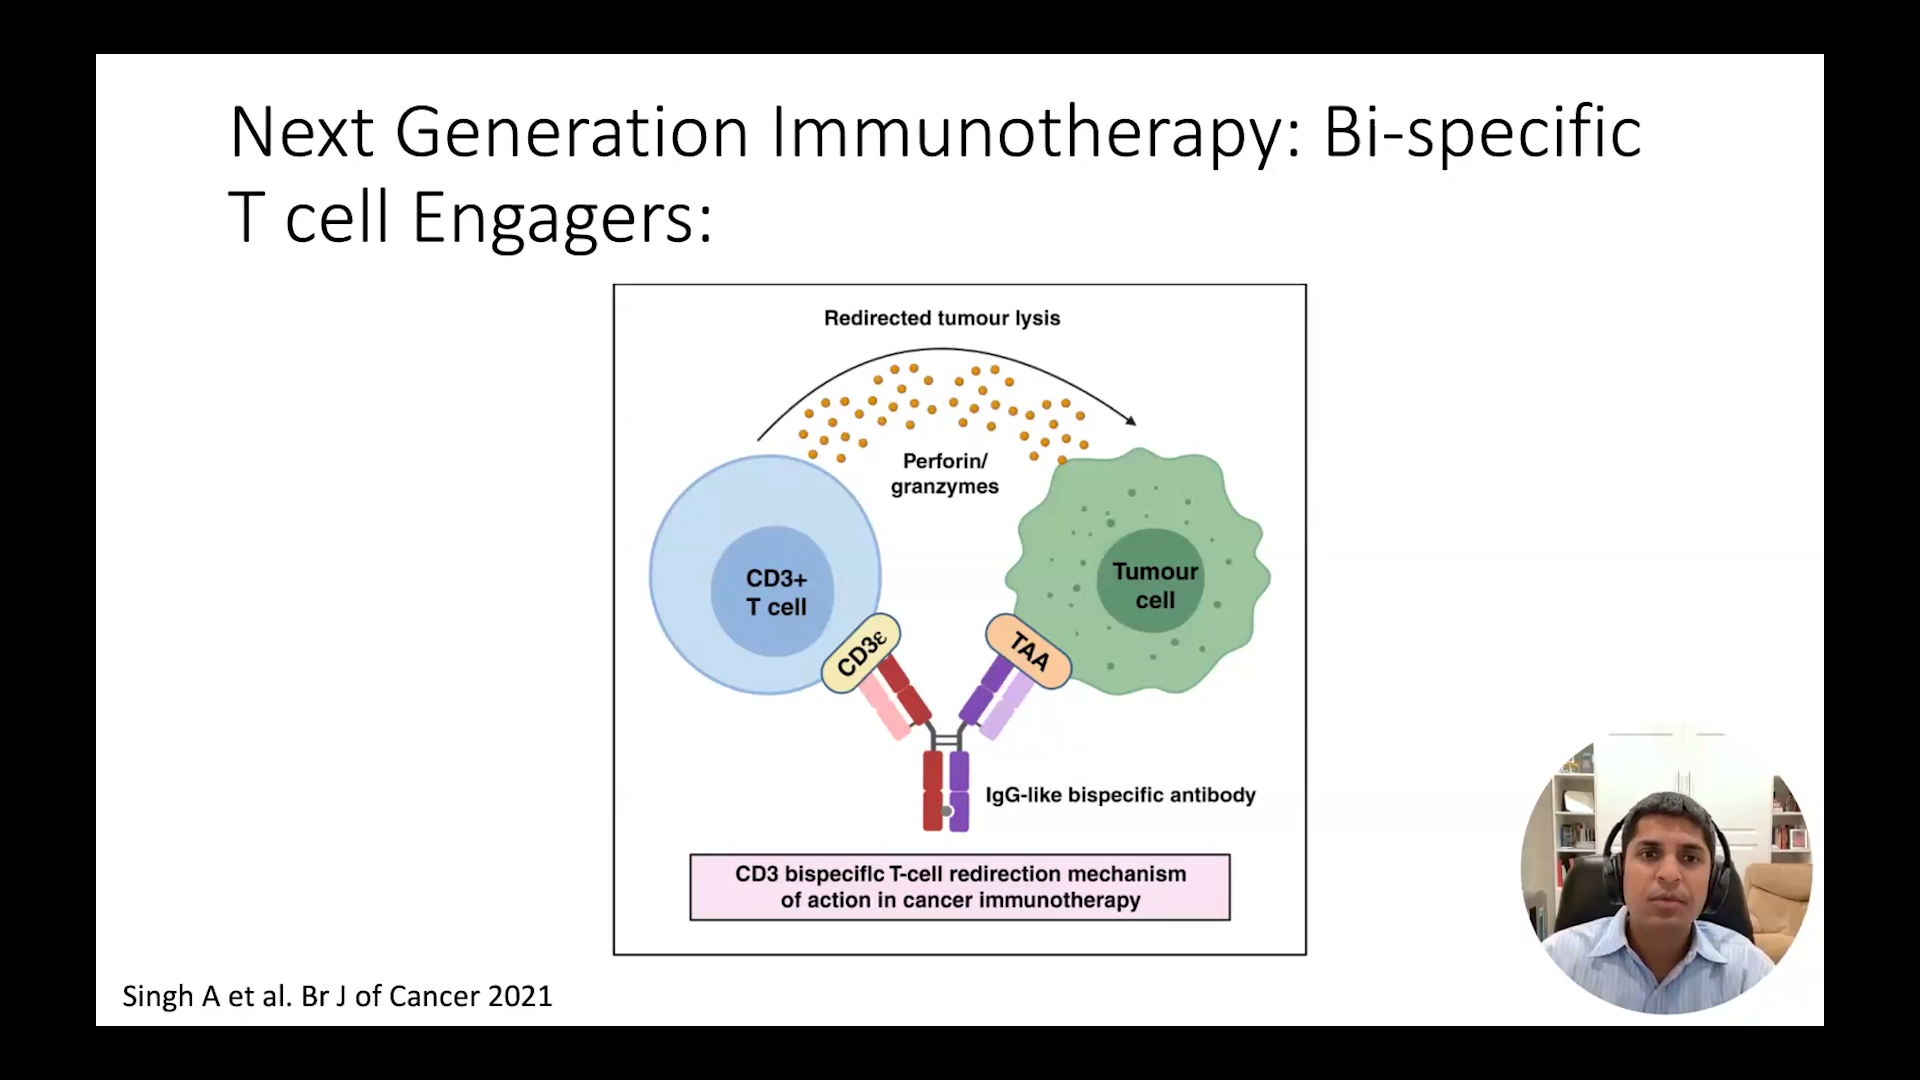 Next Generation Immunotherapy: Bi-specific
T cell Engagers:
Redirected tumour lysis
Perforin/
granzymes
CD3+
T cell
Tumour
cell
CD3ε
TAA
IgG-like bispecific antibody
CD3 bispecific T-cell redirection mechanism
of action in cancer immunotherapy
Singh A et al. Br J of Cancer 2021